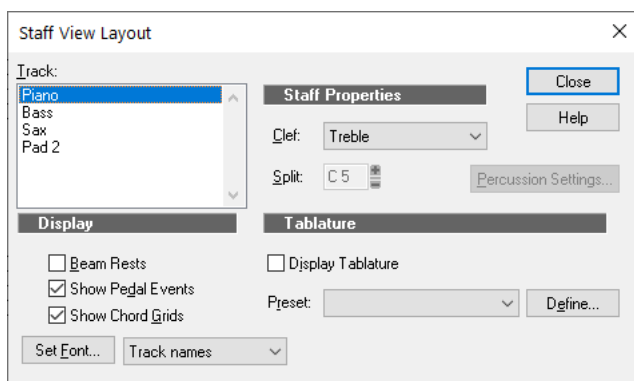 Staff View Layout
Track:
Piano
Bass
Sax
Pad 2
Staff Properties
Clef: Treble
Split: C 5
Close
Help
Percussion Settings...
Display
Beam Rests
Show Pedal Events
Show Chord Grids
Set Font... Track names
Tablature
Display Tablature
Preset:
Define...